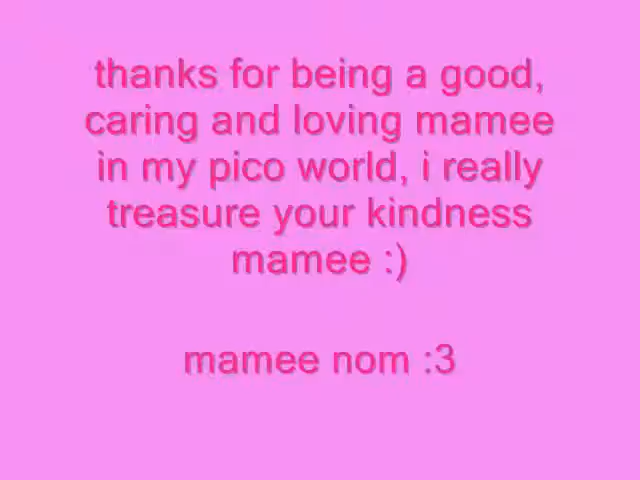 thanks for being a good,
caring and loving mamee
in my pico world, i really
treasure your kindness
mamee :)
mamee nom :3